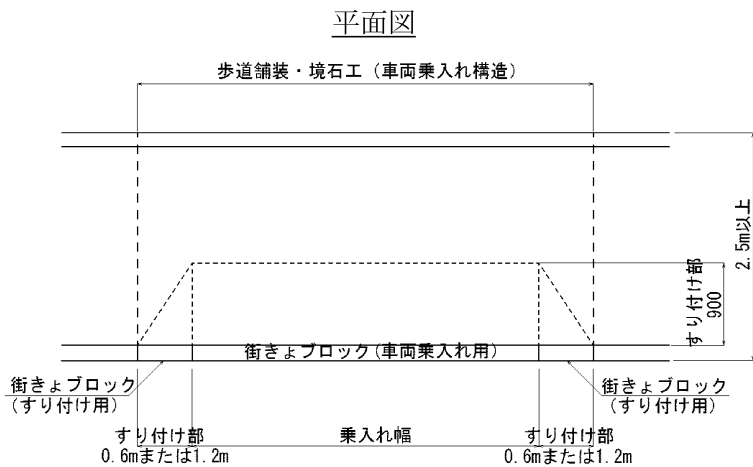 平面図
歩道舗装・境石工(車両乗入れ構造)
2.5m以上
すり付け部
900
街きょブロック(車両乗入れ用)
街きょブロック
(すり付け用)
街きょブロック
(すり付け用)
すり付け部
0.6mまたは1.2m
乗入れ幅
すり付け部
0.6mまたは1.2m